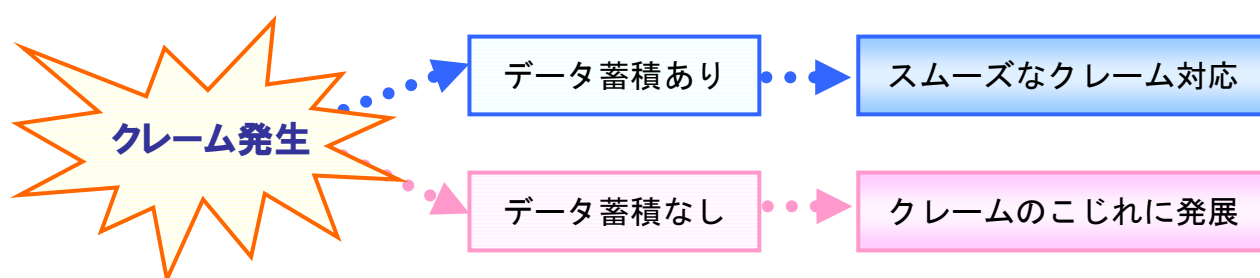 データ蓄積あり
スムーズなクレーム対応
クレーム発生
データ蓄積なし
クレームのこじれに発展